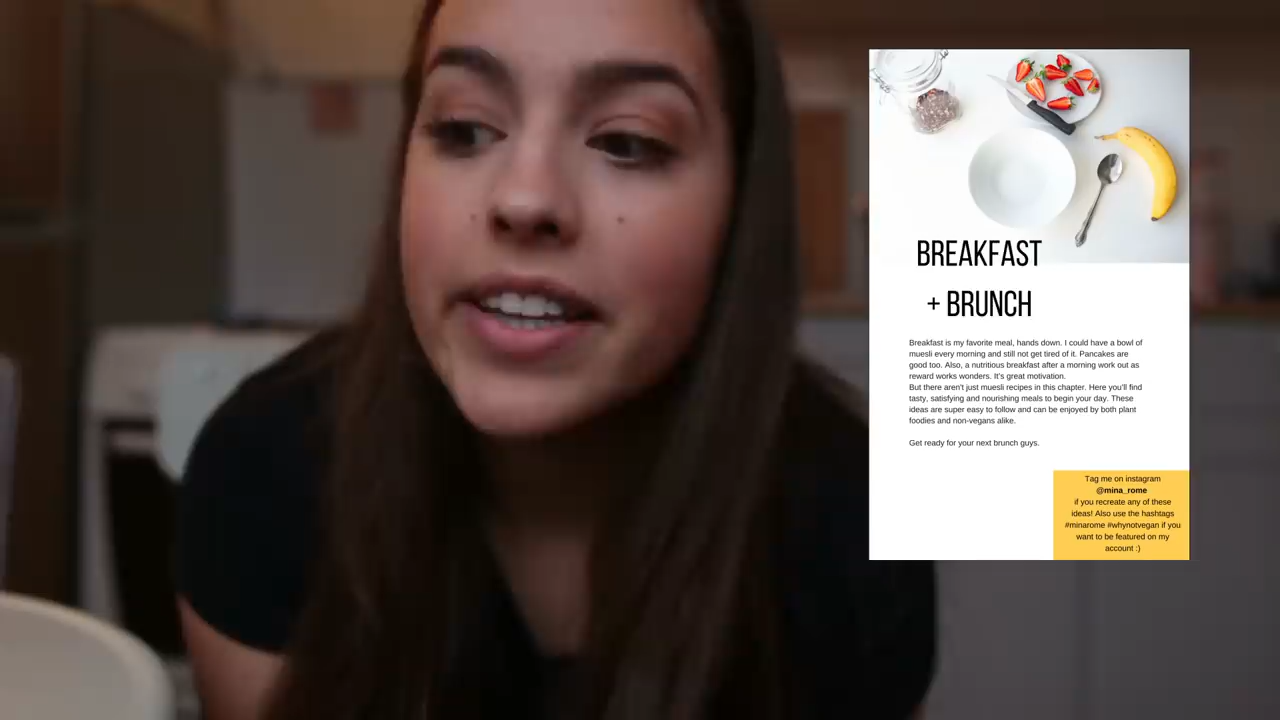 BREAKFAST
+ BRUNCH
Breakfast is my favorite meal, hands down. I could have a bowl of
muesli every morning and still not get tired of it. Pancakes are
good too. Also, a nutritious breakfast after a morning work out as
reward works wonders. It's great motivation.
But there aren't just muesli recipes in this chapter. Here you'll find
tasty, satisfying and nourishing meals to begin your day. These
ideas are super easy to follow and can be enjoyed by both plant
foodies and non-vegans alike.
Get ready for your next brunch guys.
Tag me on instagram
@mina_rome
if you recreate any of these
ideas! Also use the hashtags
#minarome #whynotvegan if you
want to be featured on my
account :)